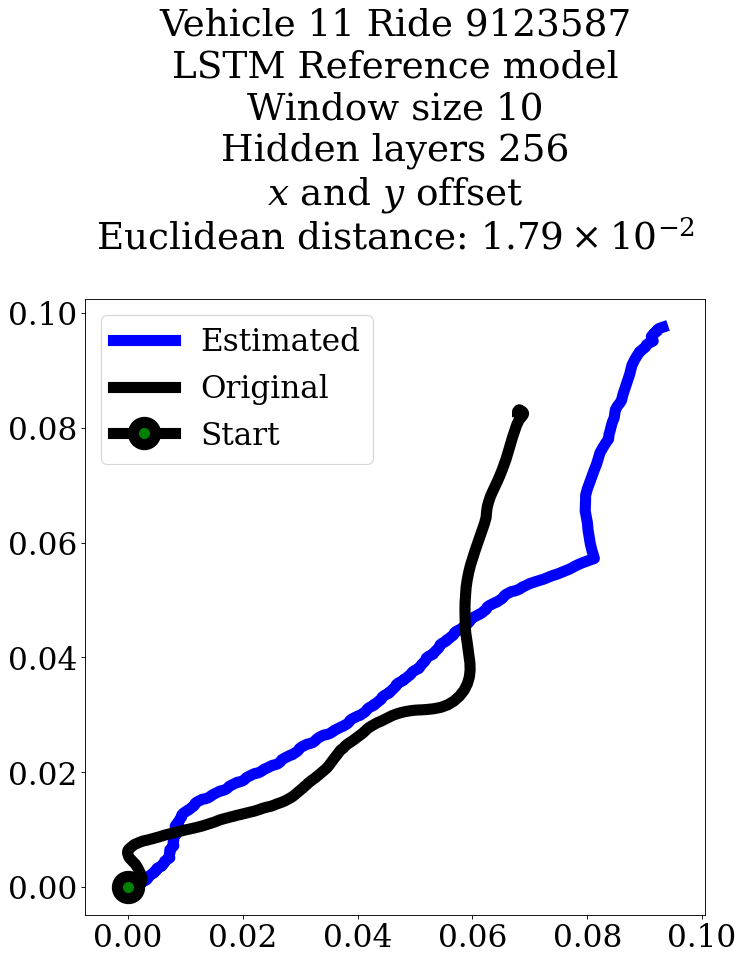 Vehicle 11 Ride 9123587
LSTM Reference model
Window size 10
Hidden layers 256
x and y offset
Euclidean distance: 1.79 × 10⁻²
Estimated
Original
Start
0.10
0.08
0.06
0.04
0.02
0.00
0.00 0.02 0.04 0.06 0.08 0.10